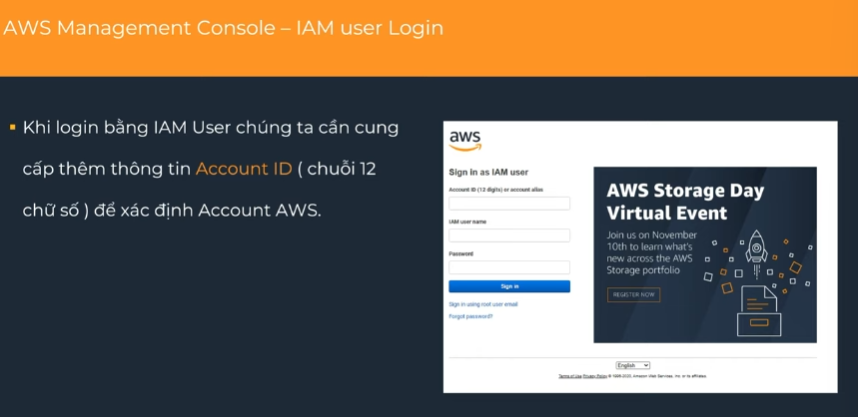 AWS Management Console – IAM user Login
▪ Khi login bằng IAM User chúng ta cần cung
cấp thêm thông tin Account ID ( chuỗi 12
chữ số ) để xác định Account AWS.
aws
Sign in as IAM user
Account ID (12 digits) or account alias
IAM user name
Password
Sign in
Sign in using root user email
Forgot password?
AWS Storage Day
Virtual Event
Join us on November
10th to learn what's
new across the AWS
Storage portfolio
REGISTER NOW
English
Terms of Use Privacy Policy © 1996-2020, Amazon Web Services, Inc. or its affiliates.